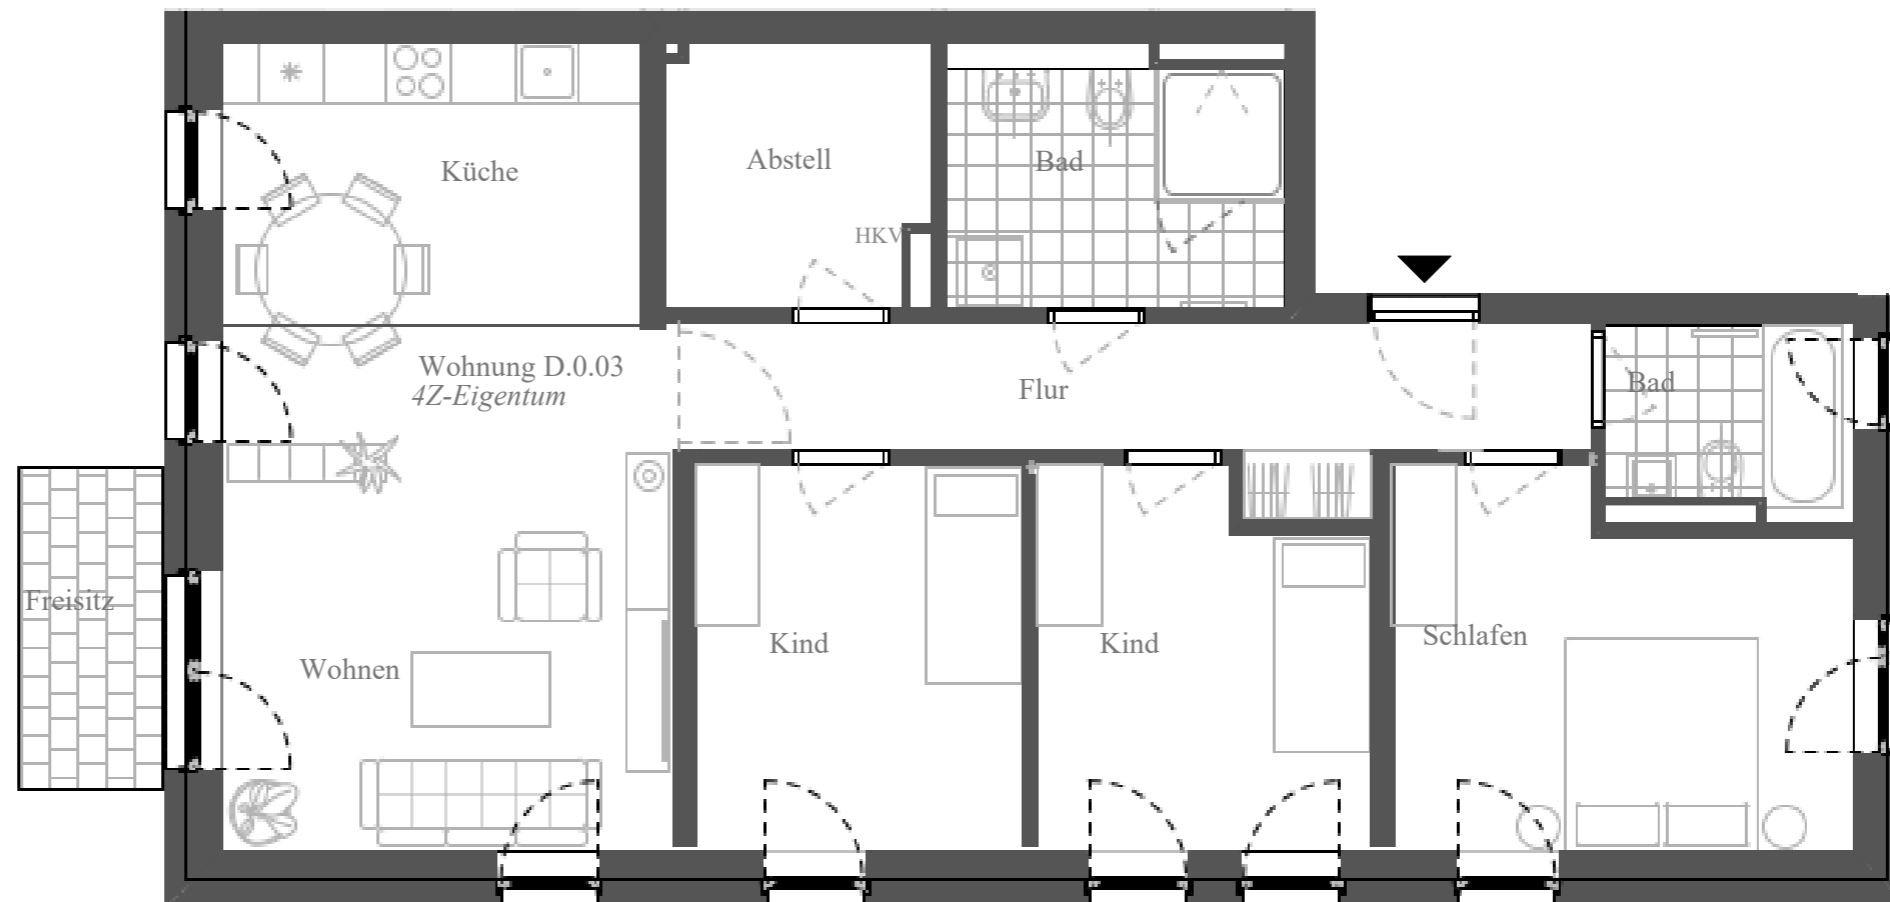 Küche
Abstell
Bad
HKV
Wohnung D.0.03
4Z-Eigentum
Flur
Bad
Freisitz
Wohnen
Kind
Kind
Schlafen